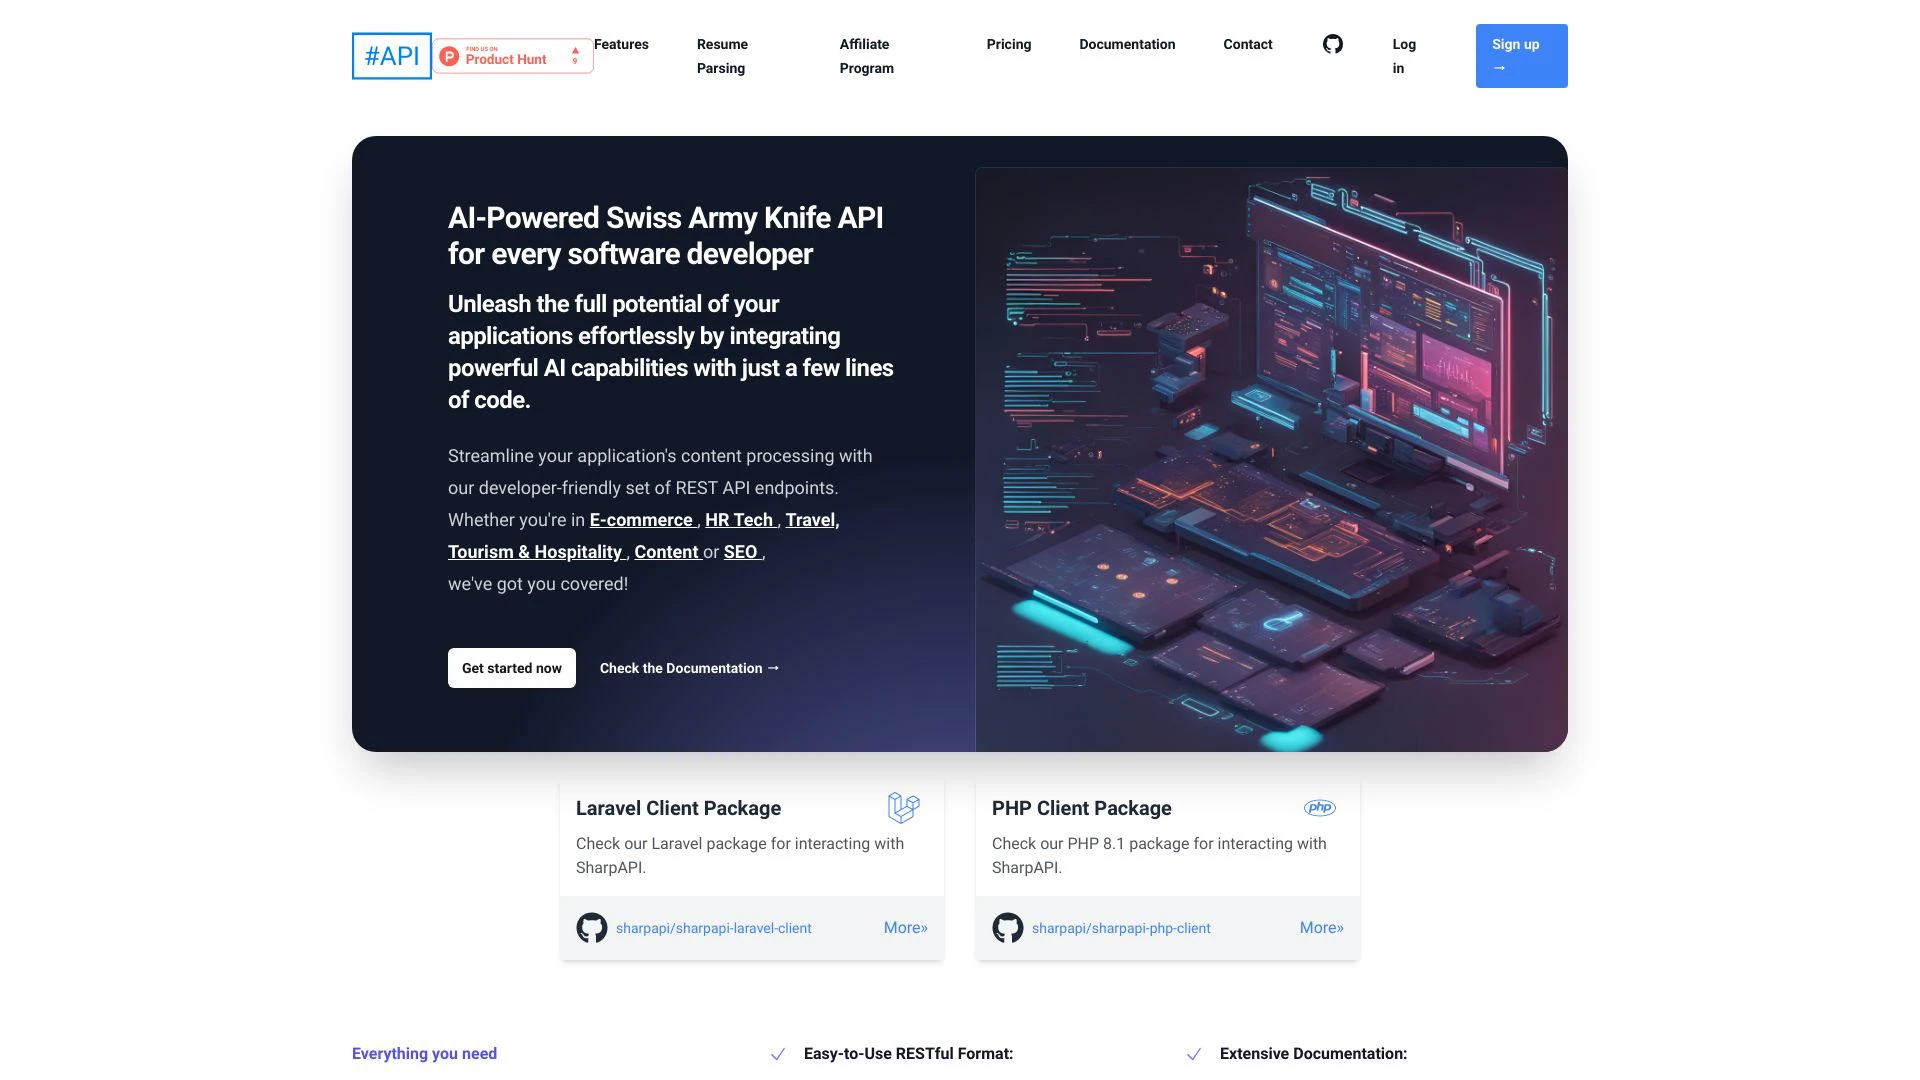 #API
FIND US ON
Product Hunt
9
Features
Resume
Parsing
Affiliate
Program
Pricing
Documentation
Contact
Log
in
Sign up
→
AI-Powered Swiss Army Knife API
for every software developer
Unleash the full potential of your
applications effortlessly by integrating
powerful AI capabilities with just a few lines
of code.
Streamline your application's content processing with
our developer-friendly set of REST API endpoints.
Whether you're in E-commerce , HR Tech , Travel,
Tourism & Hospitality , Content or SEO ,
we've got you covered!
Get started now
Check the Documentation →
Laravel Client Package
Check our Laravel package for interacting with
SharpAPI.
sharpapi/sharpapi-laravel-client
More»
PHP Client Package
php
Check our PHP 8.1 package for interacting with
SharpAPI.
sharpapi/sharpapi-php-client
More»
Everything you need
Easy-to-Use RESTful Format:
Extensive Documentation: